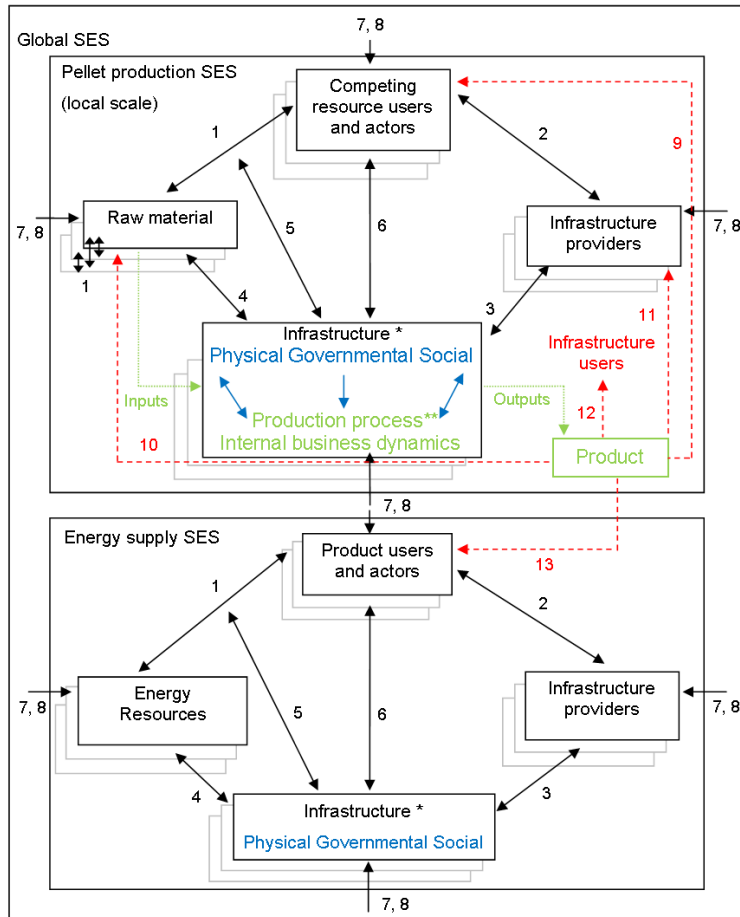 7, 8
Global SES
Pellet production SES
(local scale)
Competing
resource users
and actors
1
2
9
Raw material
7, 8
5
6
Infrastructure
providers
7, 8
1
4
3
11
Infrastructure *
Physical Governmental Social
Infrastructure
users
Inputs
Outputs
Production process**
Internal business dynamics
12
10
Product
7, 8
Energy supply SES
Product users
and actors
13
1
2
Energy
Resources
7, 8
5
6
Infrastructure
providers
7, 8
4
3
Infrastructure *
Physical Governmental Social
7, 8